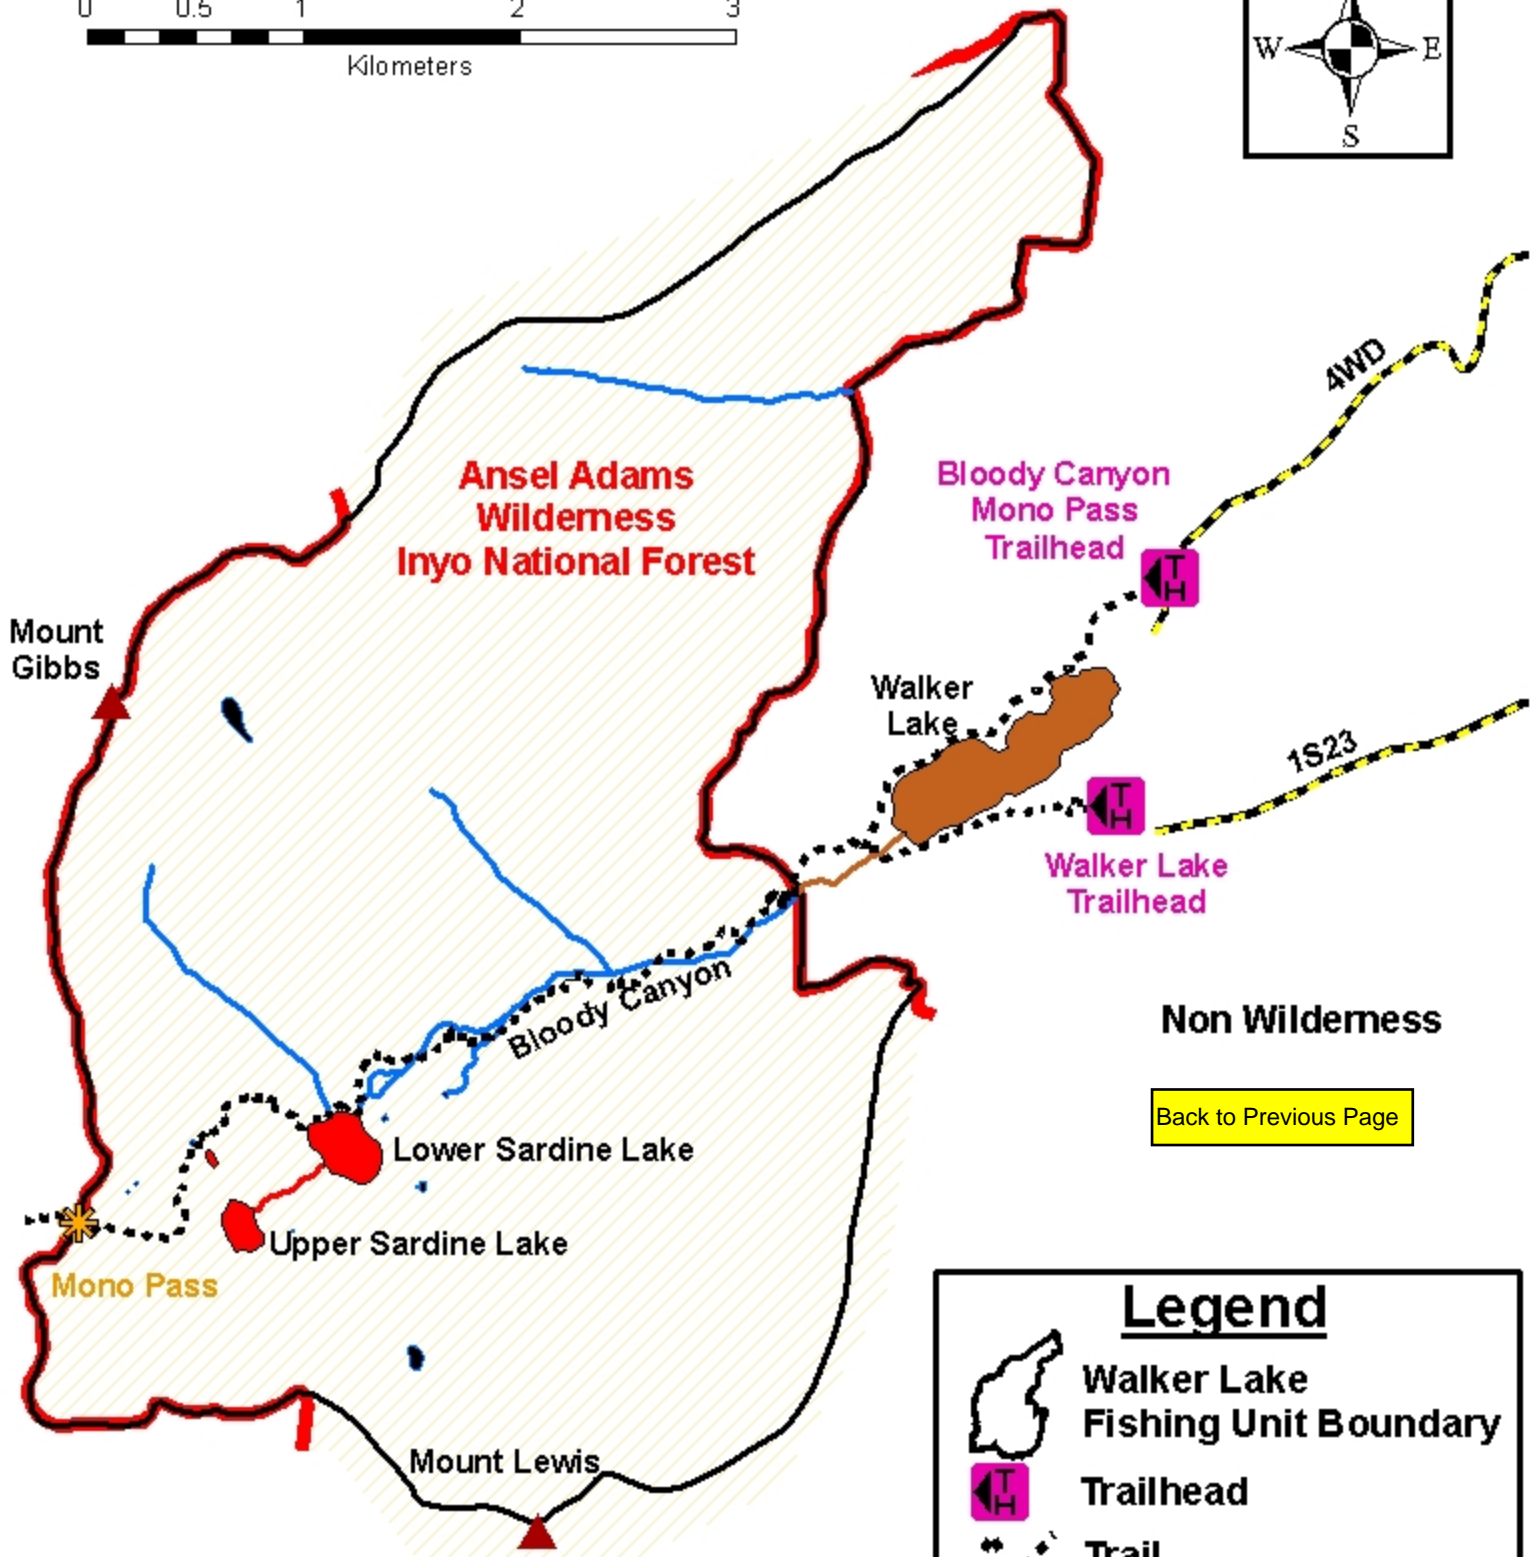 0 0.5 1 2 3
Kilometers
W E
S
4WD
Ansel Adams
Wilderness
Inyo National Forest
Bloody Canyon
Mono Pass
Trailhead
T
H
Mount
Gibbs
Walker
Lake
1S23
T
H
Walker Lake
Trailhead
Bloody Canyon
Non Wilderness
Back to Previous Page
Lower Sardine Lake
Upper Sardine Lake
Mono Pass
Mount Lewis
Legend
Walker Lake
Fishing Unit Boundary
T
H
Trailhead
Trail